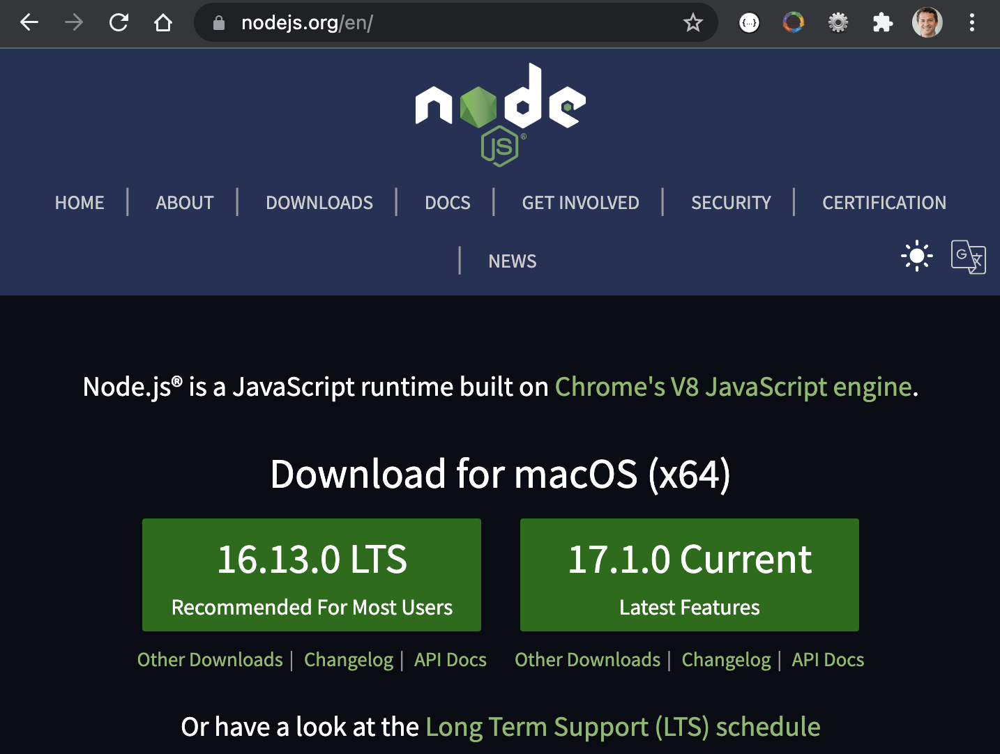 nodejs.org/en/
{...}
node
JS®
HOME | ABOUT | DOWNLOADS | DOCS | GET INVOLVED | SECURITY | CERTIFICATION
| NEWS
G 文
Node.js® is a JavaScript runtime built on Chrome's V8 JavaScript engine.
Download for macOS (x64)
16.13.0 LTS
Recommended For Most Users
17.1.0 Current
Latest Features
Other Downloads | Changelog | API Docs
Other Downloads | Changelog | API Docs
Or have a look at the Long Term Support (LTS) schedule